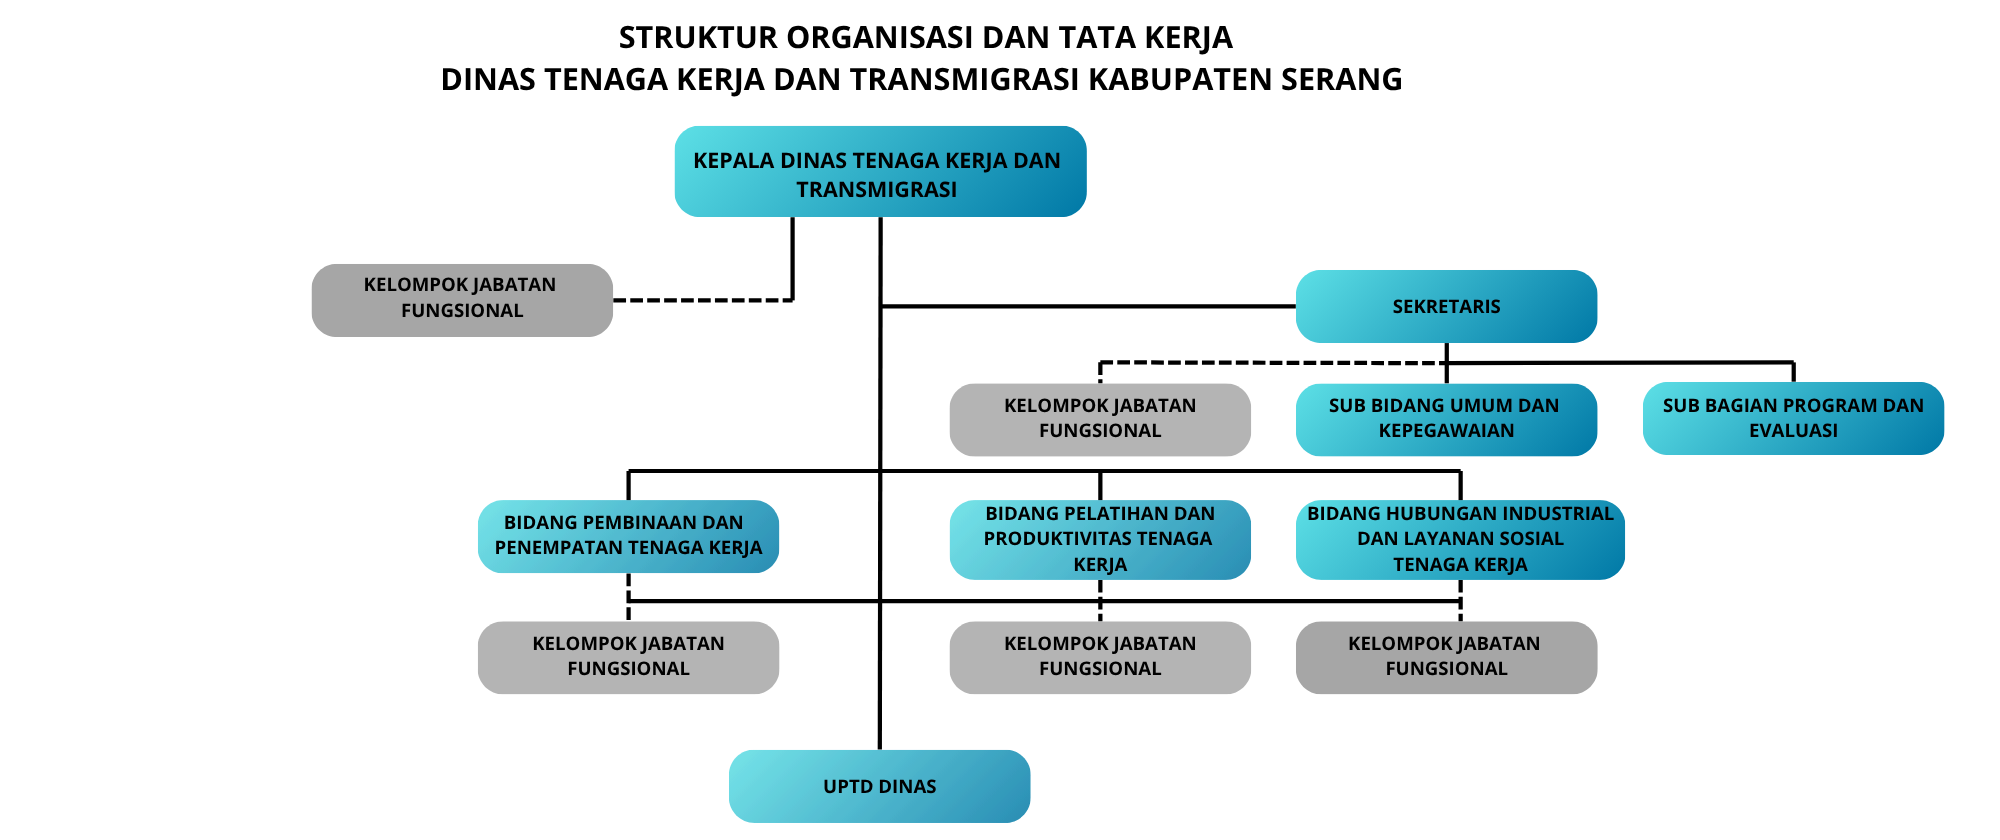 STRUKTUR ORGANISASI DAN TATA KERJA
DINAS TENAGA KERJA DAN TRANSMIGRASI KABUPATEN SERANG
KEPALA DINAS TENAGA KERJA DAN
TRANSMIGRASI
KELOMPOK JABATAN
FUNGSIONAL
SEKRETARIS
KELOMPOK JABATAN
FUNGSIONAL
SUB BIDANG UMUM DAN
KEPEGAWAIAN
SUB BAGIAN PROGRAM DAN
EVALUASI
BIDANG PEMBINAAN DAN
PENEMPATAN TENAGA KERJA
BIDANG PELATIHAN DAN
PRODUKTIVITAS TENAGA
KERJA
BIDANG HUBUNGAN INDUSTRIAL
DAN LAYANAN SOSIAL
TENAGA KERJA
KELOMPOK JABATAN
FUNGSIONAL
KELOMPOK JABATAN
FUNGSIONAL
KELOMPOK JABATAN
FUNGSIONAL
UPTD DINAS